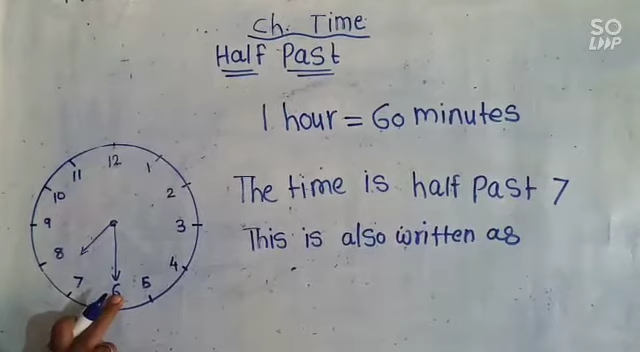 Ch. Time
Half Past
1 hour = 60 minutes
The time is half past 7
This is also written as
12
11
1
10
2
9
3
8
4
7
6
5
SO
LOOP